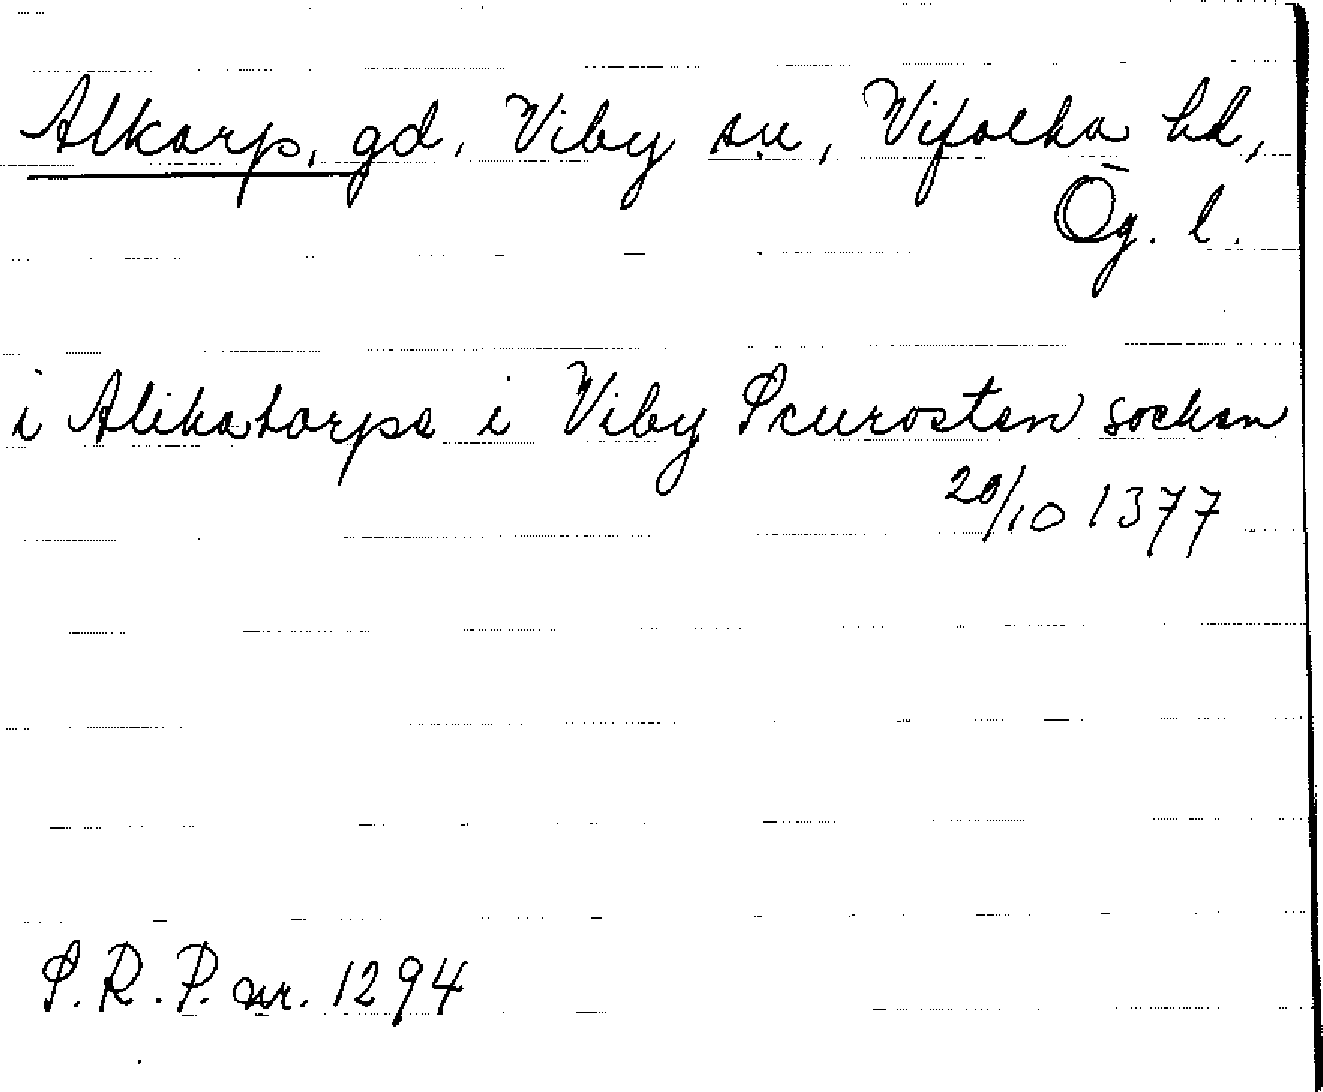 Alkarp, gd, Viby sn, Vifolka hd,
Ög. l.
i Alikatorpe i Viby Scurosten socken
20/10 1377
S.R.P. nr. 1294